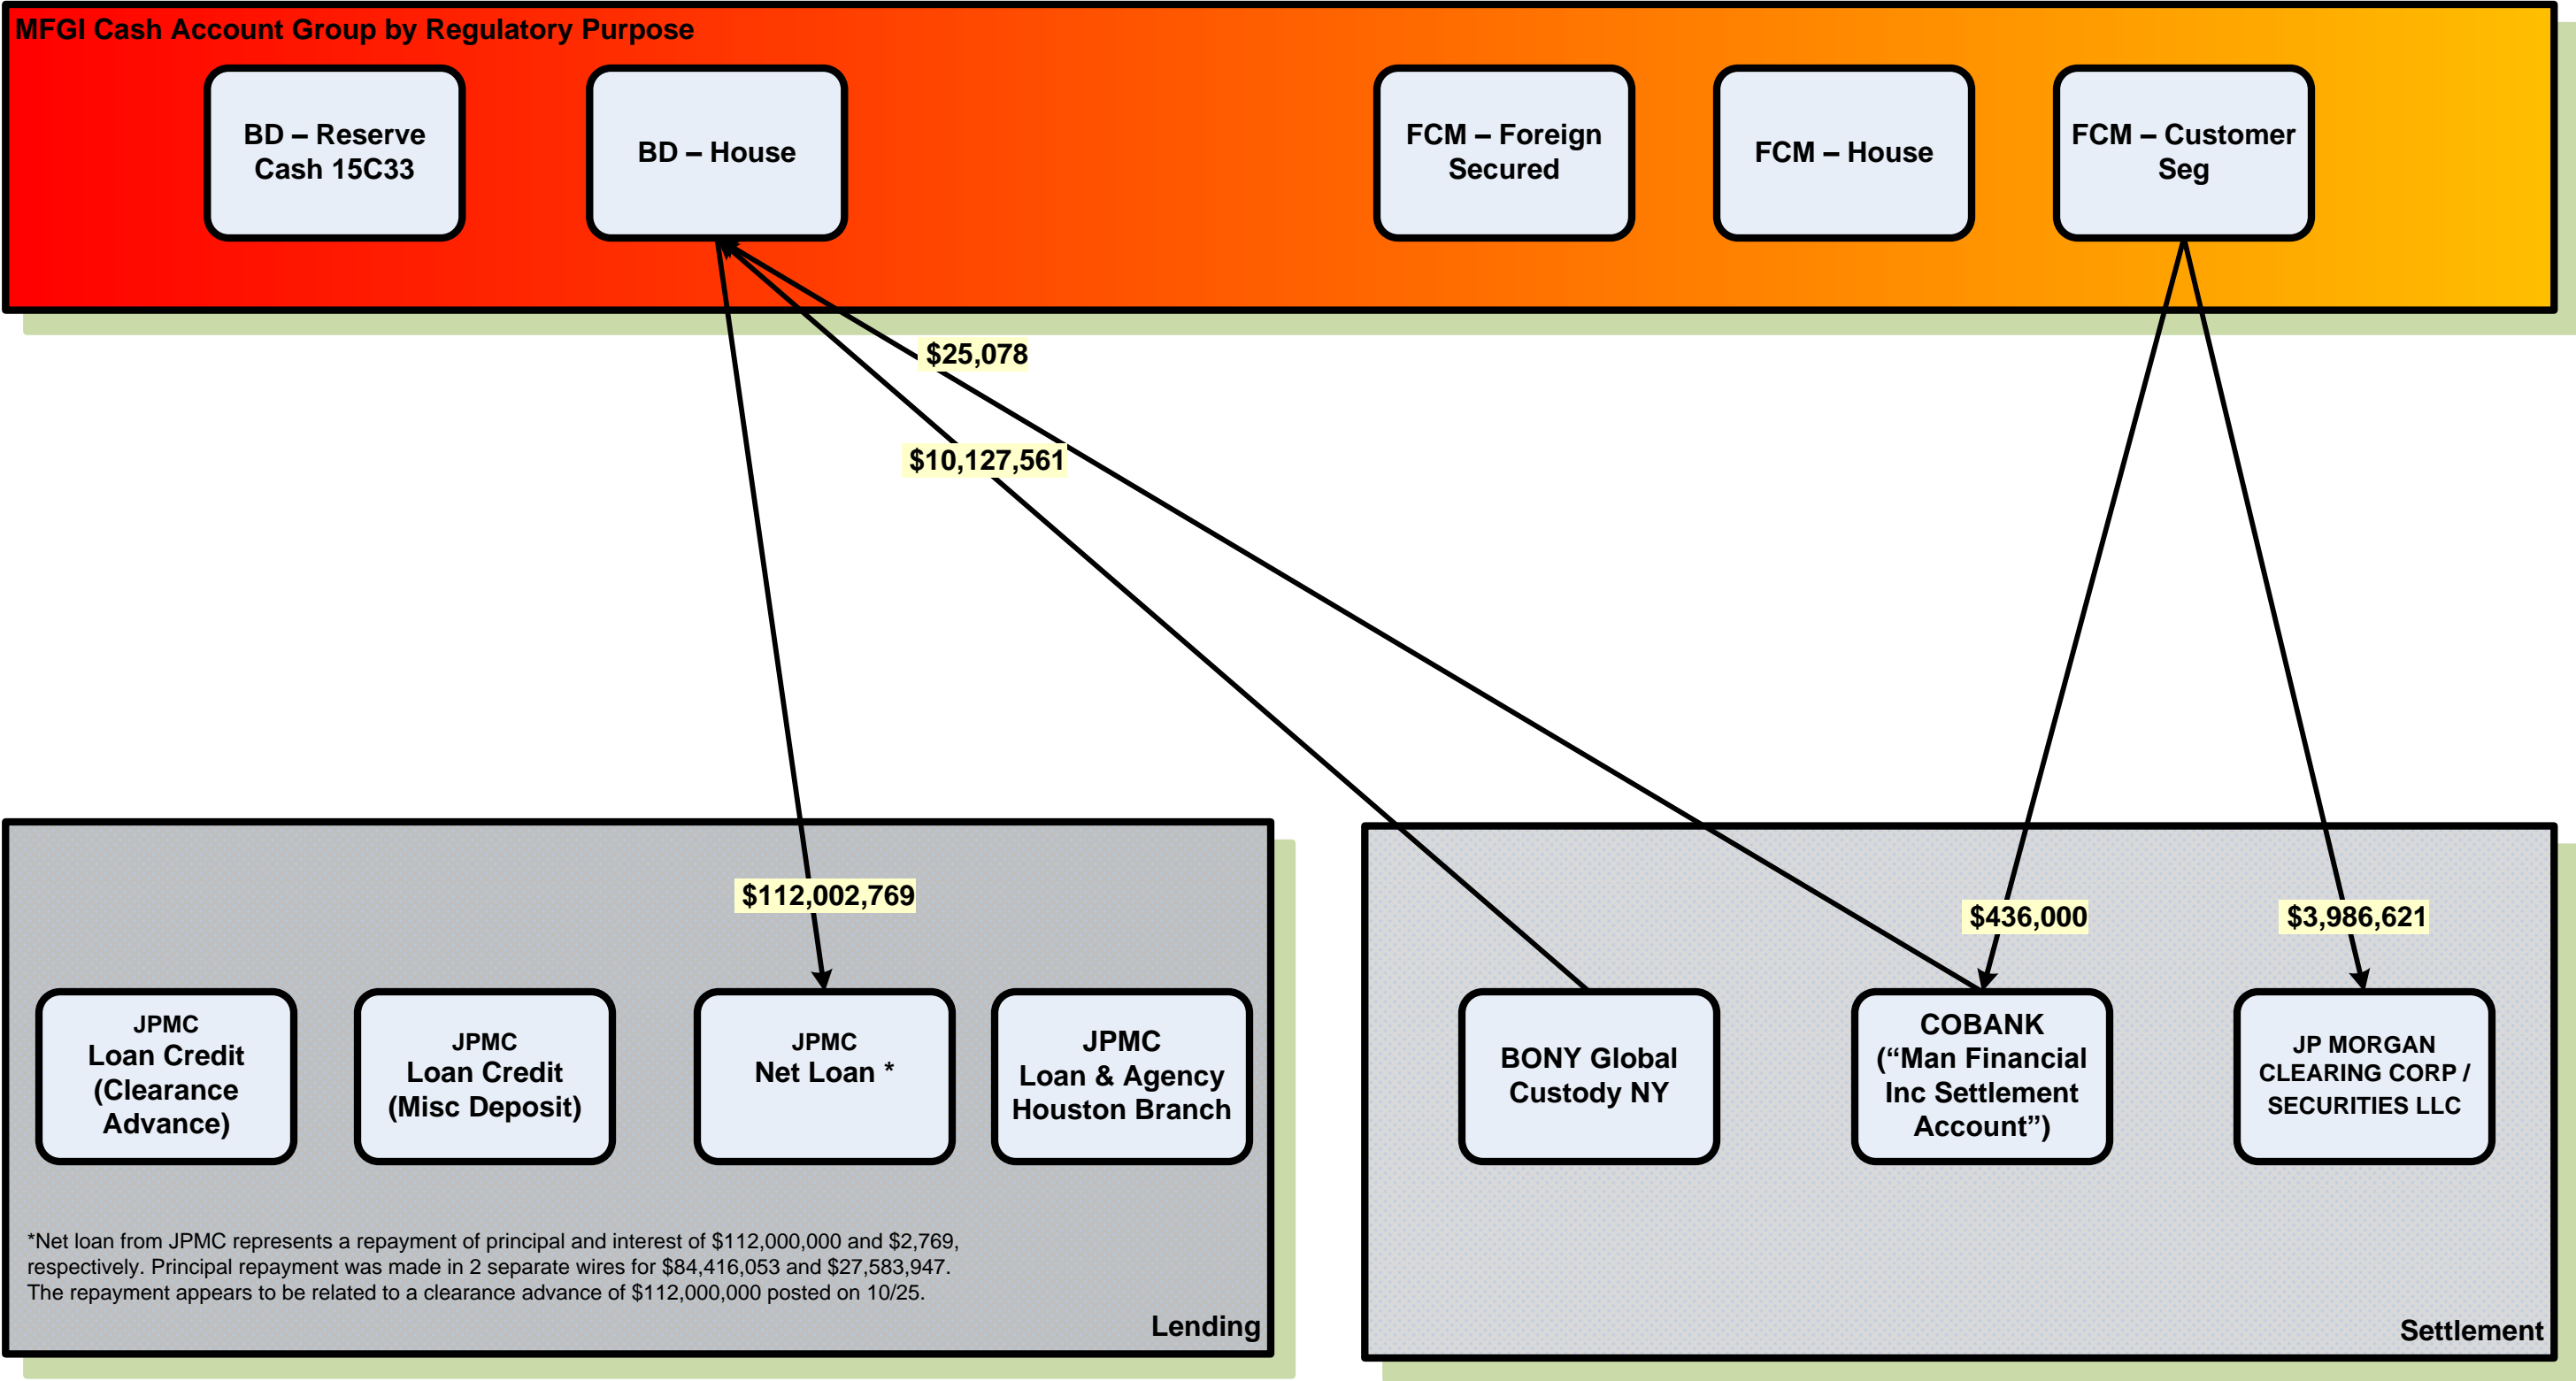 MFGI Cash Account Group by Regulatory Purpose
BD – Reserve
Cash 15C33
BD – House
FCM – Foreign
Secured
FCM – House
FCM – Customer
Seg
$25,078
$10,127,561
$112,002,769
$436,000
$3,986,621
JPMC
Loan Credit
(Clearance
Advance)
JPMC
Loan Credit
(Misc Deposit)
JPMC
Net Loan *
JPMC
Loan & Agency
Houston Branch
BONY Global
Custody NY
COBANK
(“Man Financial
Inc Settlement
Account”)
JP MORGAN
CLEARING CORP /
SECURITIES LLC
*Net loan from JPMC represents a repayment of principal and interest of $112,000,000 and $2,769,
respectively. Principal repayment was made in 2 separate wires for $84,416,053 and $27,583,947.
The repayment appears to be related to a clearance advance of $112,000,000 posted on 10/25.
Lending
Settlement